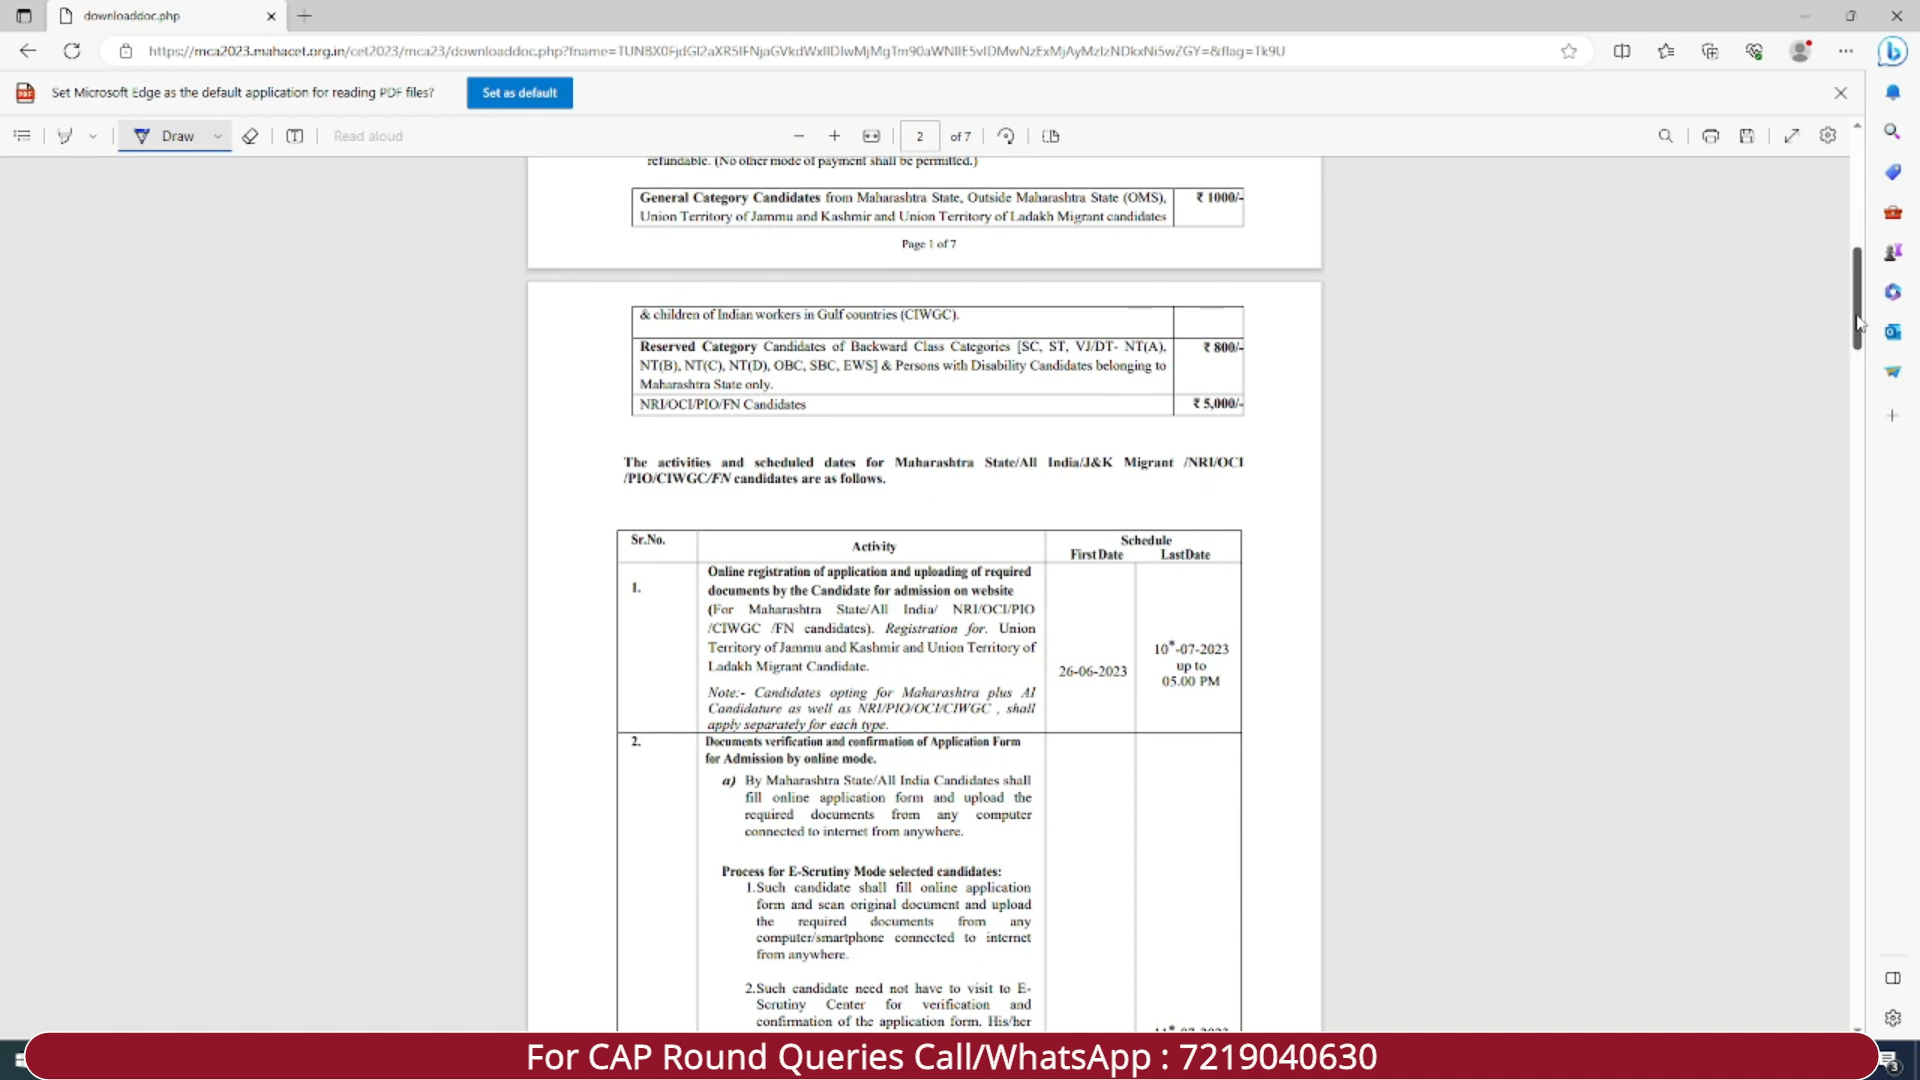 downloaddoc.php
https://mca2023.mahacet.org.in/cet2023/mca23/downloaddoc.php?fname=TUNBX0FjdGl2aXR5IFNjaGVkdWxlIDIwMjMgTm90aWNlIE5vIDMwNzExMjAyMzIzNDkxNi5wZGY=&flag=Tk9U
Set Microsoft Edge as the default application for reading PDF files? Set as default
Draw Read aloud 2 of 7
refundable. (No other mode of payment shall be permitted.)
General Category Candidates from Maharashtra State, Outside Maharashtra State (OMS), ₹ 1000/-
Union Territory of Jammu and Kashmir and Union Territory of Ladakh Migrant candidates
Page 1 of 7
& children of Indian workers in Gulf countries (CIWGC).
Reserved Category Candidates of Backward Class Categories [SC, ST, VJ/DT- NT(A), ₹ 800/-
NT(B), NT(C), NT(D), OBC, SBC, EWS] & Persons with Disability Candidates belonging to
Maharashtra State only.
NRI/OCI/PIO/FN Candidates ₹ 5,000/-
The activities and scheduled dates for Maharashtra State/All India/J&K Migrant /NRI/OCI
/PIO/CIWGC/FN candidates are as follows.
Sr.No. Activity Schedule
FirstDate LastDate
1.
Online registration of application and uploading of required
documents by the Candidate for admission on website
(For Maharashtra State/All India/ NRI/OCI/PIO
/CIWGC /FN candidates). Registration for. Union
Territory of Jammu and Kashmir and Union Territory of
Ladakh Migrant Candidate.
Note:- Candidates opting for Maharashtra plus AI
Candidature as well as NRI/PIO/OCI/CIWGC , shall
apply separately for each type.
26-06-2023
10*-07-2023
up to
05.00 PM
2.
Documents verification and confirmation of Application Form
for Admission by online mode.
a) By Maharashtra State/All India Candidates shall
fill online application form and upload the
required documents from any computer
connected to internet from anywhere.
Process for E-Scrutiny Mode selected candidates:
1.Such candidate shall fill online application
form and scan original document and upload
the required documents from any
computer/smartphone connected to internet
from anywhere.
2.Such candidate need not have to visit to E-
Scrutiny Center for verification and
confirmation of the application form. His/her
For CAP Round Queries Call/WhatsApp : 7219040630
3